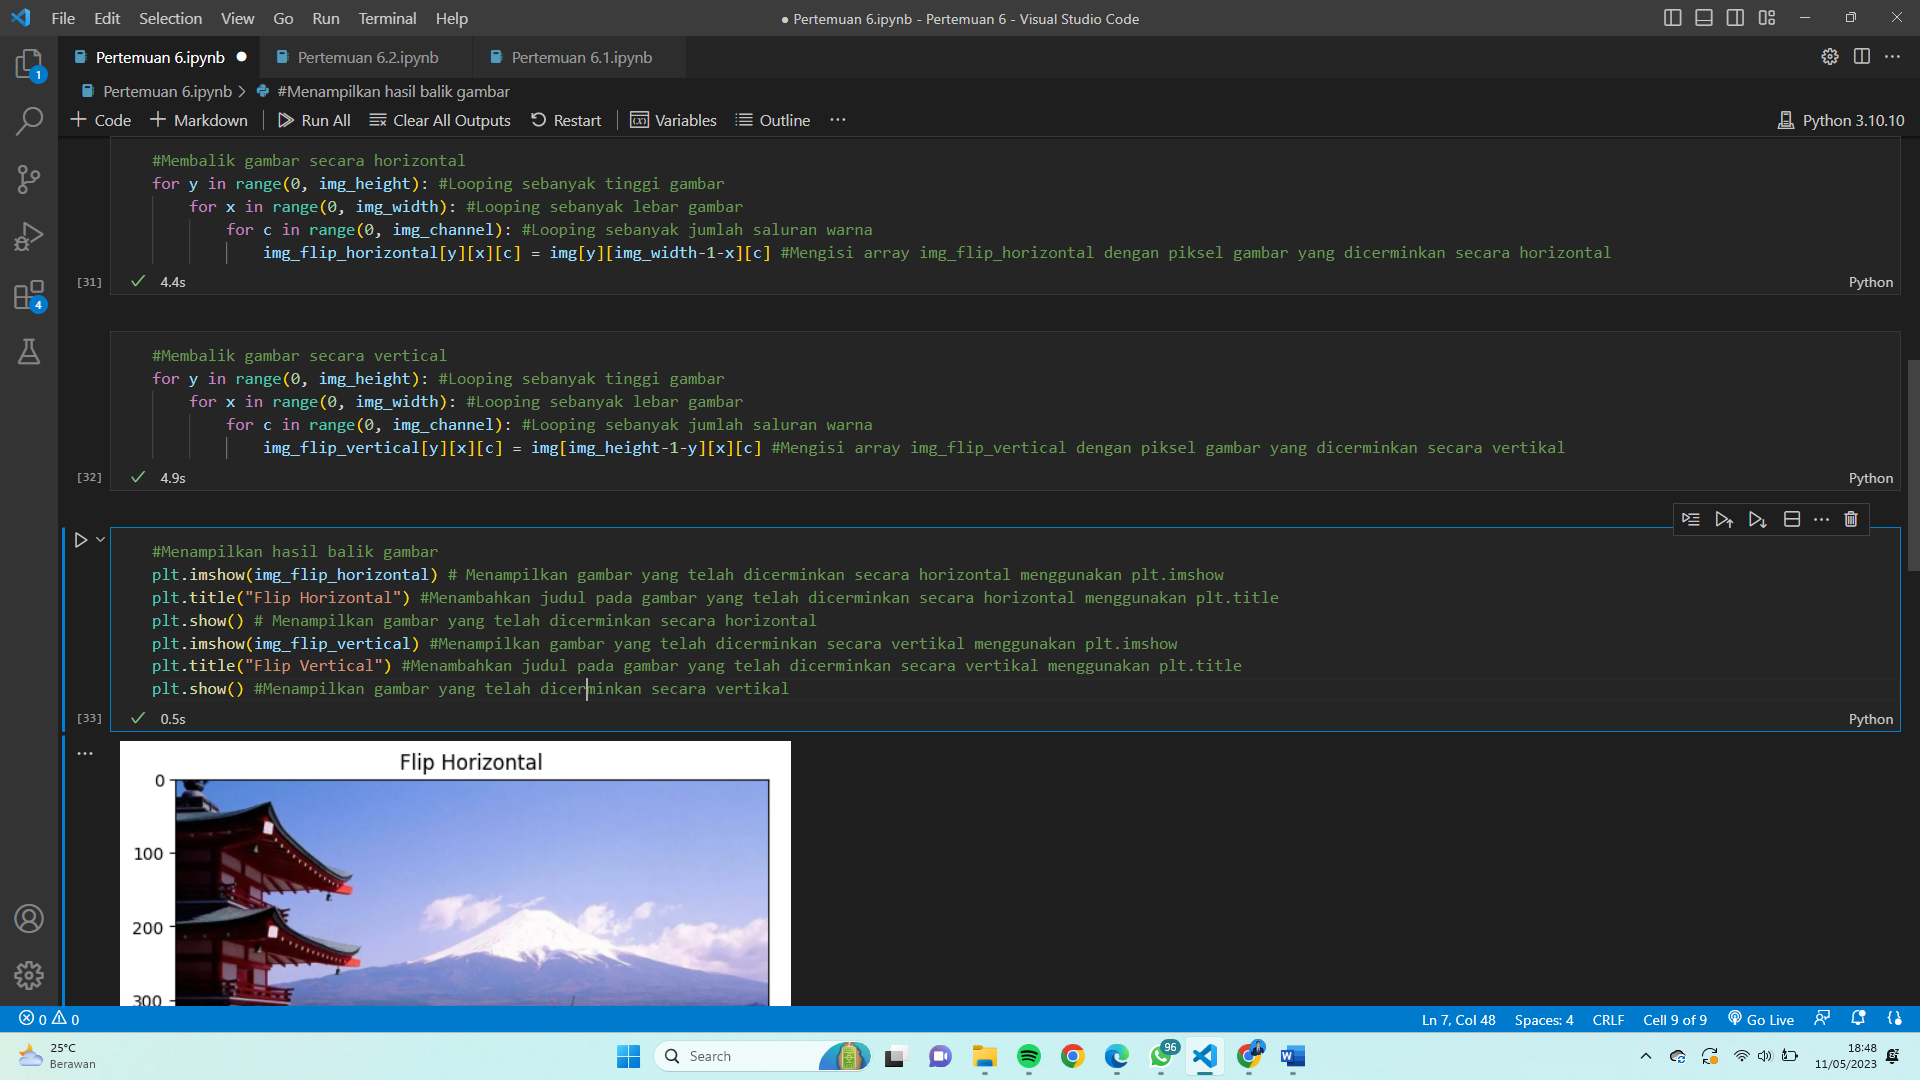 File Edit Selection View Go Run Terminal Help
● Pertemuan 6.ipynb - Pertemuan 6 - Visual Studio Code
Pertemuan 6.ipynb ●
Pertemuan 6.2.ipynb
Pertemuan 6.1.ipynb
1
Pertemuan 6.ipynb > #Menampilkan hasil balik gambar
+ Code + Markdown Run All Clear All Outputs Restart Variables Outline ...
Python 3.10.10
#Membalik gambar secara horizontal
for y in range(0, img_height): #Looping sebanyak tinggi gambar
for x in range(0, img_width): #Looping sebanyak lebar gambar
for c in range(0, img_channel): #Looping sebanyak jumlah saluran warna
img_flip_horizontal[y][x][c] = img[y][img_width-1-x][c] #Mengisi array img_flip_horizontal dengan piksel gambar yang dicerminkan secara horizontal
[31] 4.4s Python
4
#Membalik gambar secara vertical
for y in range(0, img_height): #Looping sebanyak tinggi gambar
for x in range(0, img_width): #Looping sebanyak lebar gambar
for c in range(0, img_channel): #Looping sebanyak jumlah saluran warna
img_flip_vertical[y][x][c] = img[img_height-1-y][x][c] #Mengisi array img_flip_vertical dengan piksel gambar yang dicerminkan secara vertikal
[32] 4.9s Python
#Menampilkan hasil balik gambar
plt.imshow(img_flip_horizontal) # Menampilkan gambar yang telah dicerminkan secara horizontal menggunakan plt.imshow
plt.title("Flip Horizontal") #Menambahkan judul pada gambar yang telah dicerminkan secara horizontal menggunakan plt.title
plt.show() # Menampilkan gambar yang telah dicerminkan secara horizontal
plt.imshow(img_flip_vertical) #Menampilkan gambar yang telah dicerminkan secara vertikal menggunakan plt.imshow
plt.title("Flip Vertical") #Menambahkan judul pada gambar yang telah dicerminkan secara vertikal menggunakan plt.title
plt.show() #Menampilkan gambar yang telah dicerminkan secara vertikal
[33] 0.5s Python
Flip Horizontal
0
100
200
300
0 0
Ln 7, Col 48 Spaces: 4 CRLF Cell 9 of 9 Go Live
25°C
Berawan
Search
96
18:48
11/05/2023